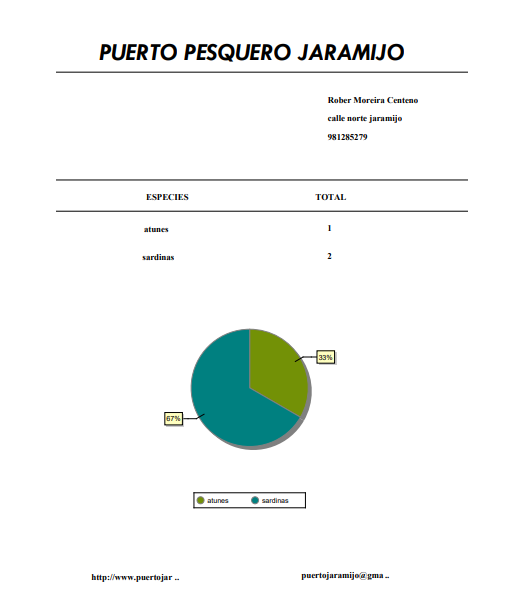 PUERTO PESQUERO JARAMIJO
Rober Moreira Centeno
calle norte jaramijo
981285279
ESPECIES TOTAL
atunes 1
sardinas 2
33%
67%
atunes sardinas
http://www.puertojar .. puertojaramijo@gma ..